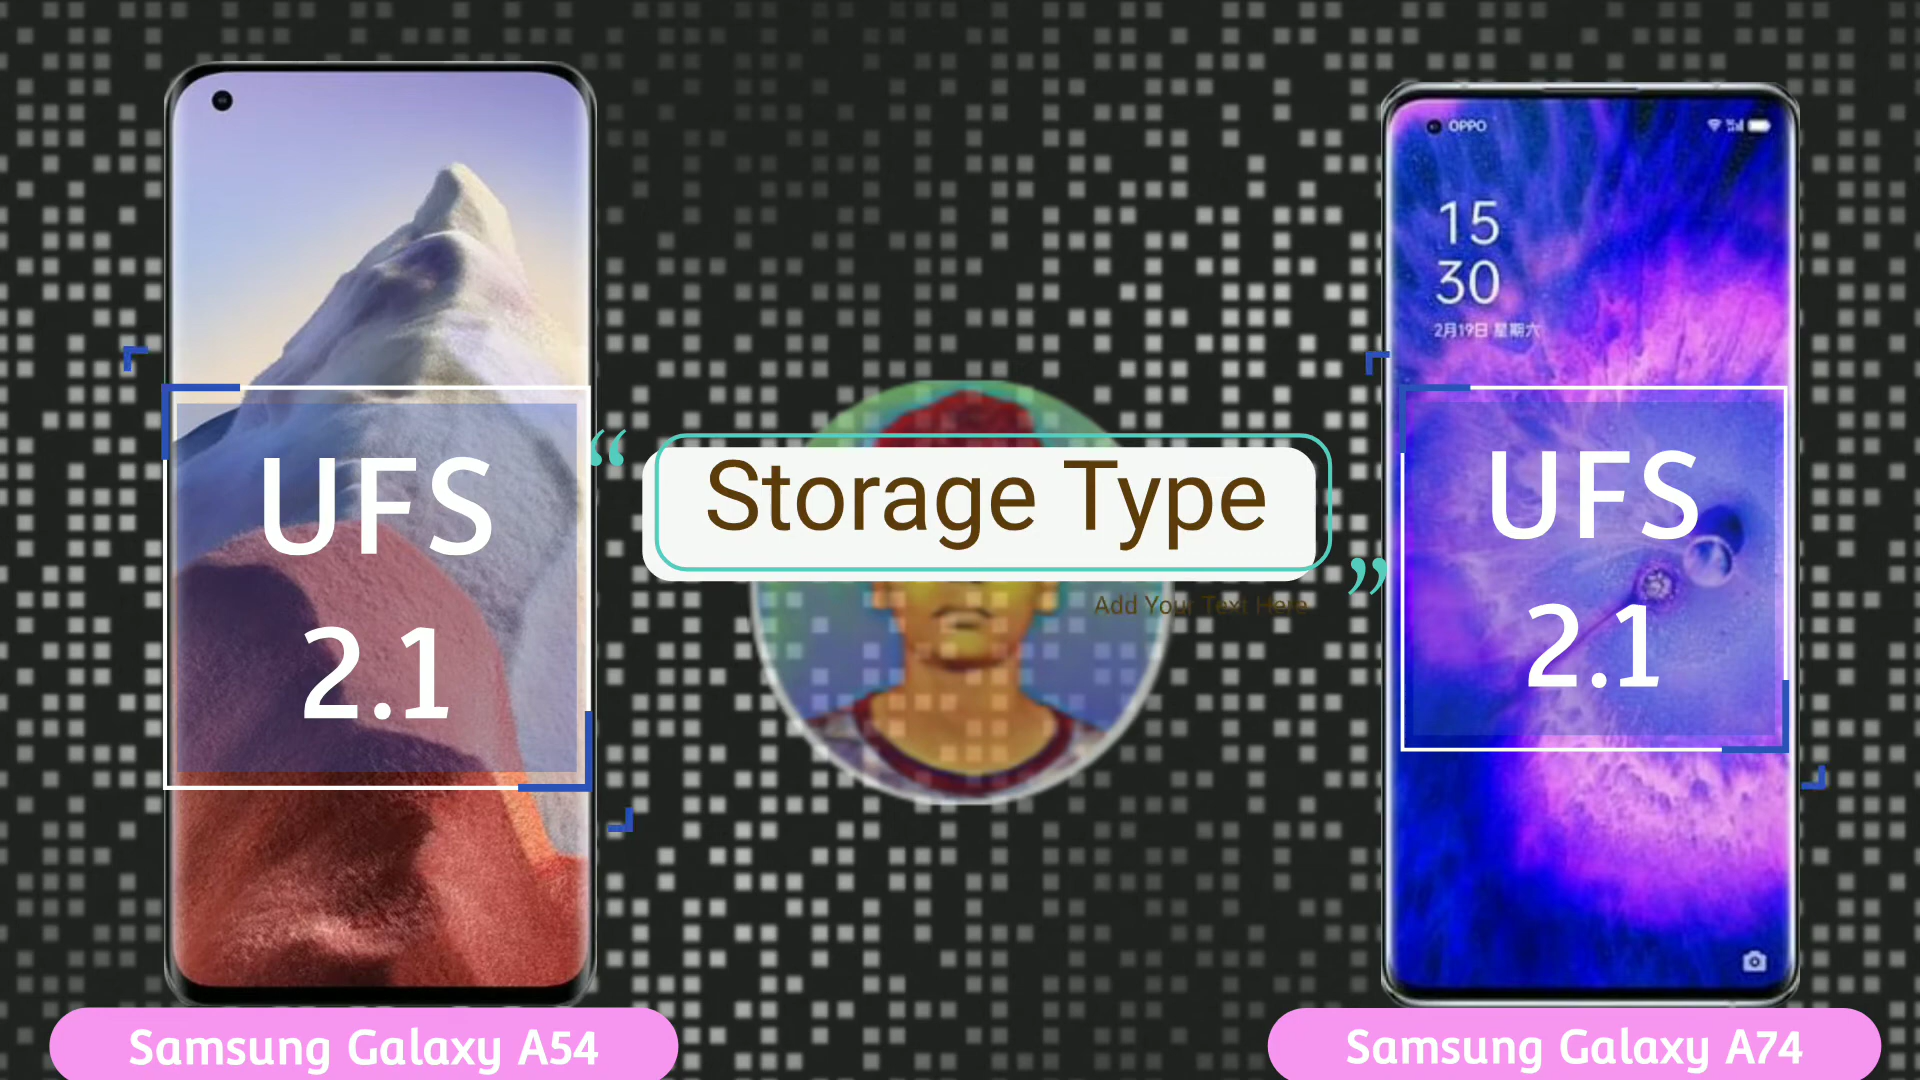 OPPO
15
30
2月19日 星期六
UFS
2.1
Storage Type
Add Your Text Here
UFS
2.1
Samsung Galaxy A54
Samsung Galaxy A74